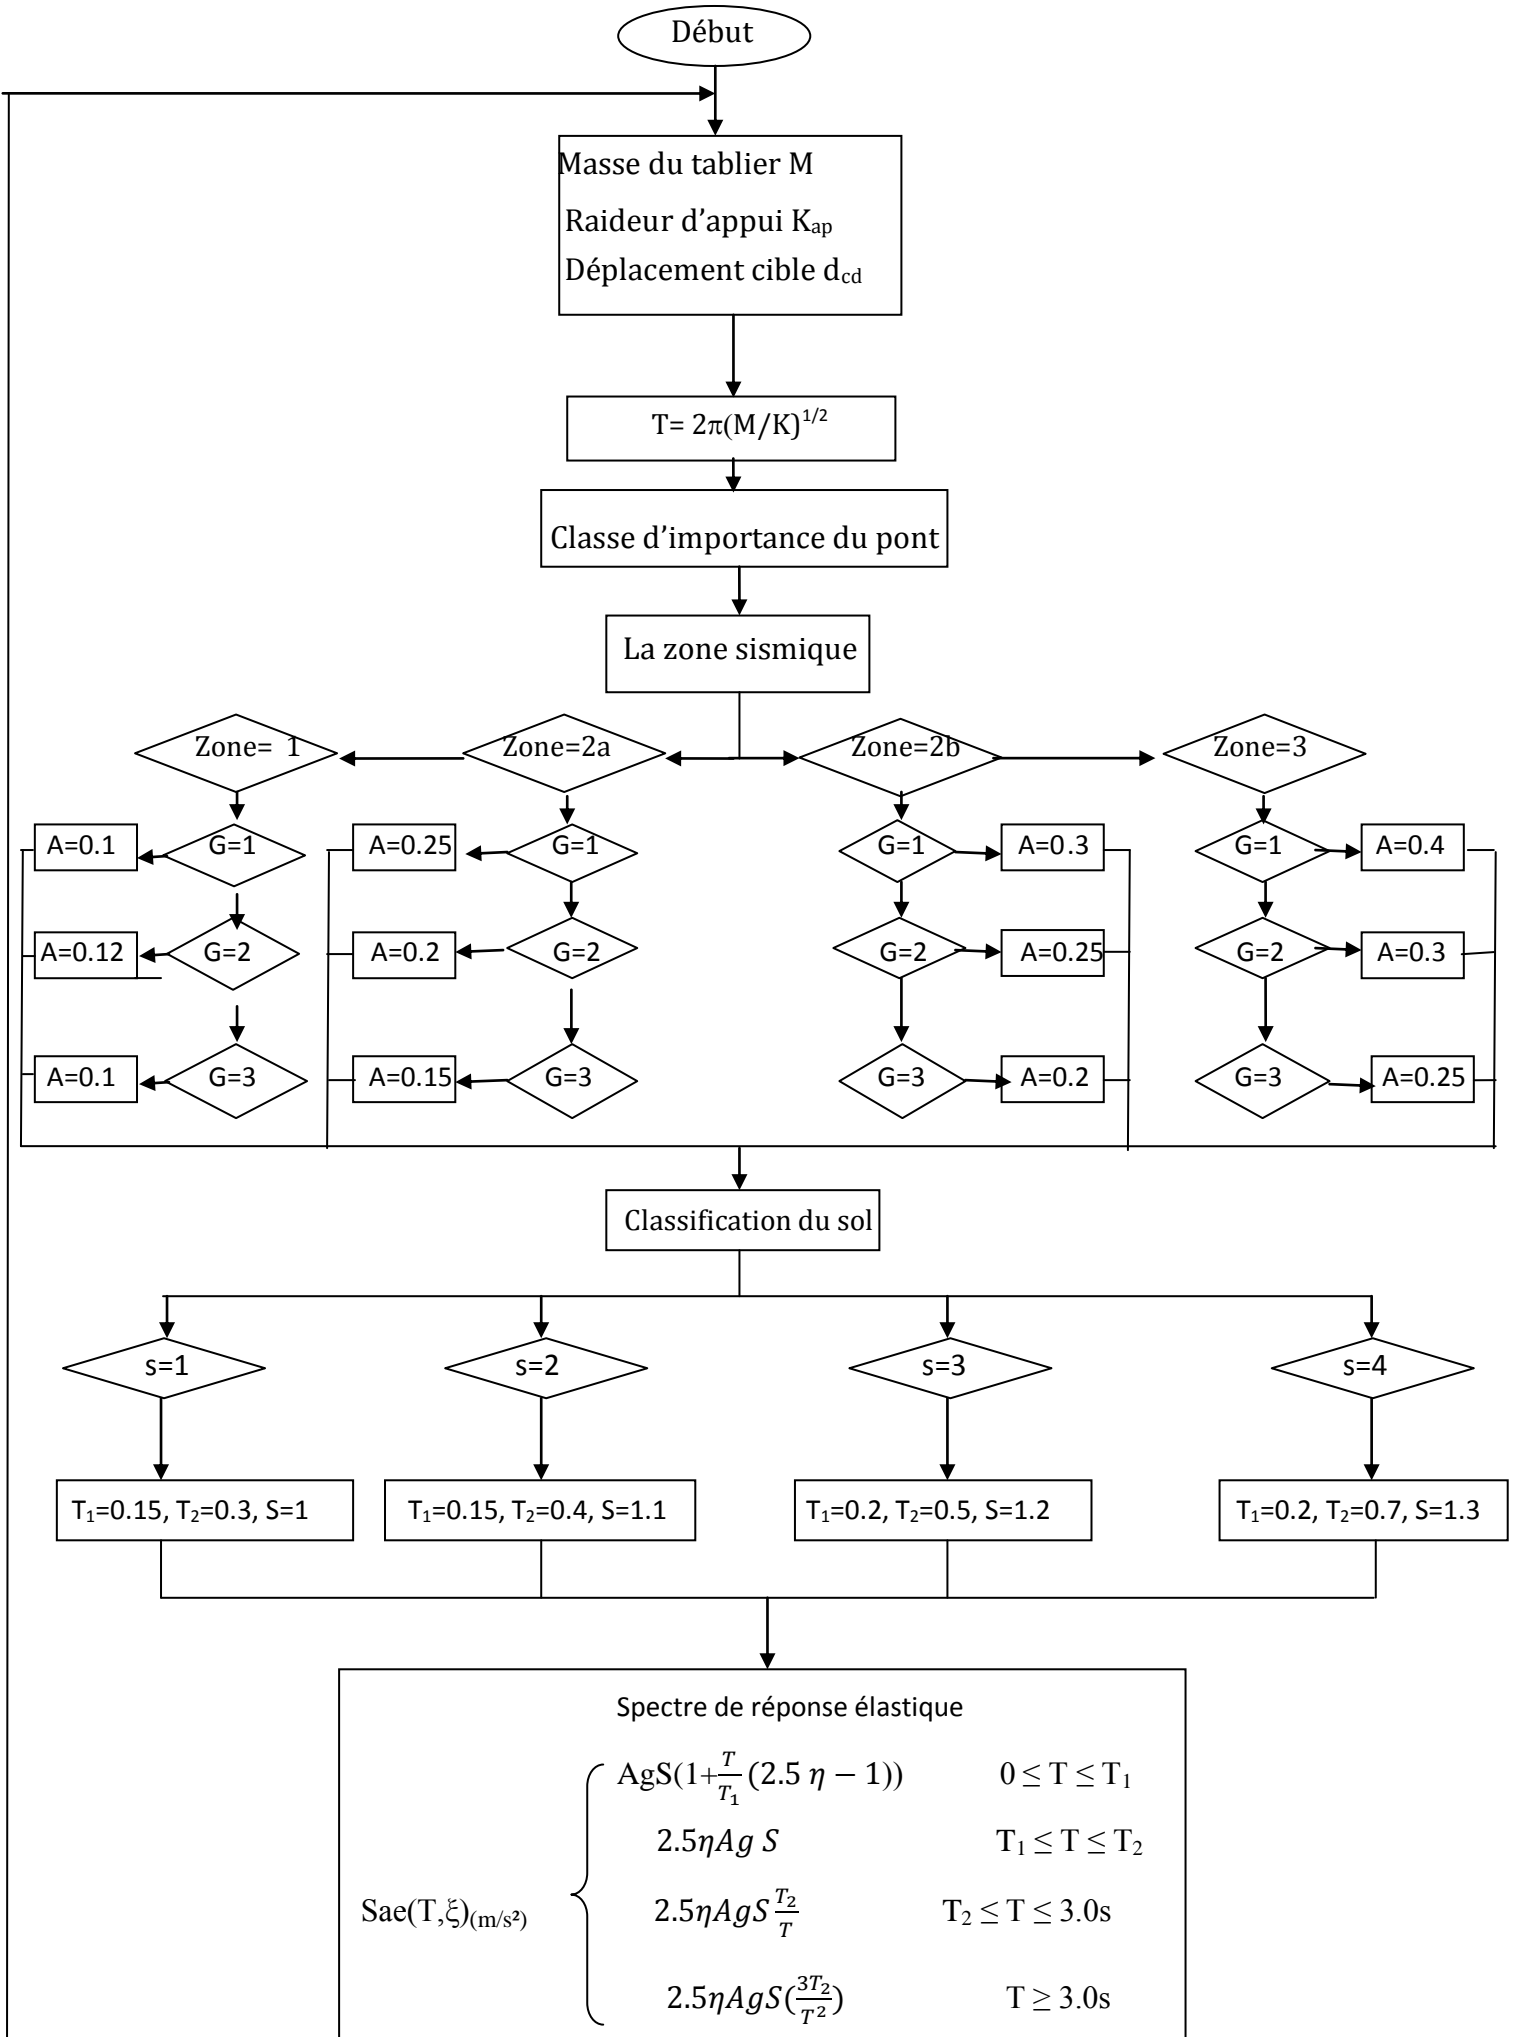 Début
Masse du tablier M
Raideur d'appui Kap
Déplacement cible dcd
T= 2π(M/K)^1/2
Classe d'importance du pont
La zone sismique
Zone= 1 Zone=2a Zone=2b Zone=3
A=0.1 G=1 A=0.25 G=1 G=1 A=0.3 G=1 A=0.4
A=0.12 G=2 A=0.2 G=2 G=2 A=0.25 G=2 A=0.3
A=0.1 G=3 A=0.15 G=3 G=3 A=0.2 G=3 A=0.25
Classification du sol
s=1 s=2 s=3 s=4
T₁=0.15, T₂=0.3, S=1 T₁=0.15, T₂=0.4, S=1.1 T₁=0.2, T₂=0.5, S=1.2 T₁=0.2, T₂=0.7, S=1.3
Spectre de réponse élastique
AgS(1+T/T₁ (2.5 η − 1)) 0 ≤ T ≤ T₁
2.5ηAg S T₁ ≤ T ≤ T₂
Sae(T,ξ)(m/s²) 2.5ηAgS T₂/T T₂ ≤ T ≤ 3.0s
2.5ηAgS(3T₂/T²) T ≥ 3.0s